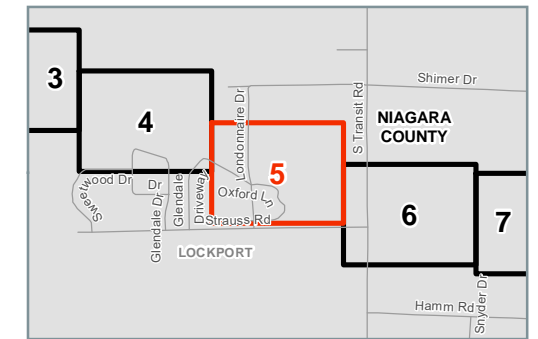 3
Shimer Dr
4
Londonnaire Dr
S Transit Rd
NIAGARA
COUNTY
5
Sweetwood Dr
Dr
Glendale Dr
Glendale
Driveway
Oxford Ln
Strauss Rd
6
7
LOCKPORT
Hamm Rd
Snyder Dr